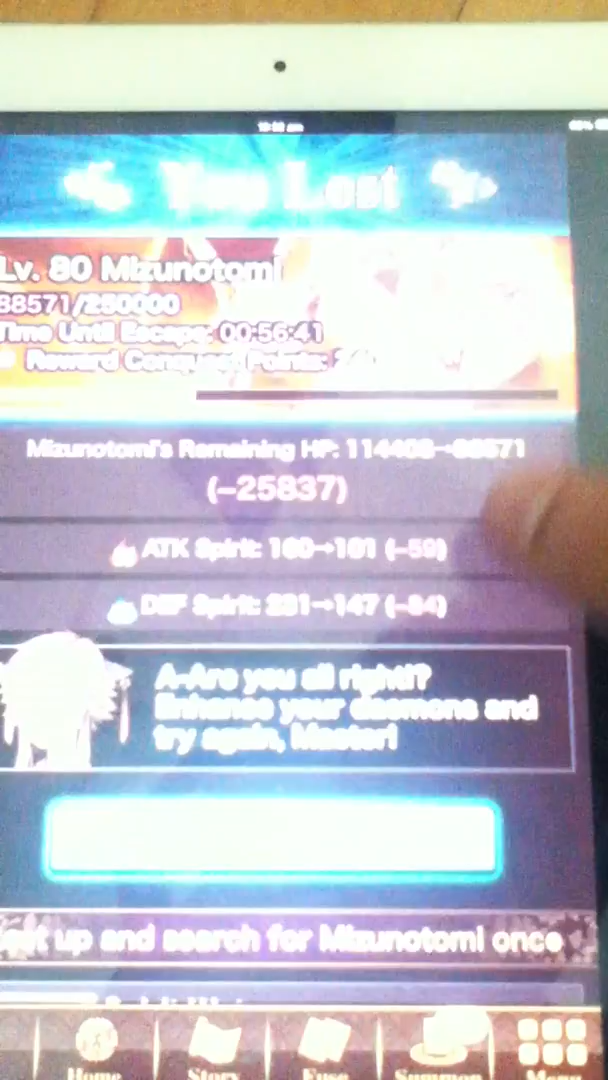 You Lost
Lv. 80 Mizunotomi
88571/250000
Time Until Escape: 00:56:41
Reward Conquest Points:
Mizunotomi's Remaining HP: 114408→88571
(-25837)
ATK Spirit: 160→101 (-59)
DEF Spirit: 231→147 (-84)
A-Are you all right!?
Enhance your daemons and
try again, Master!
up and search for Mizunotomi once
Home
Story
Fuse
Summon
Menu